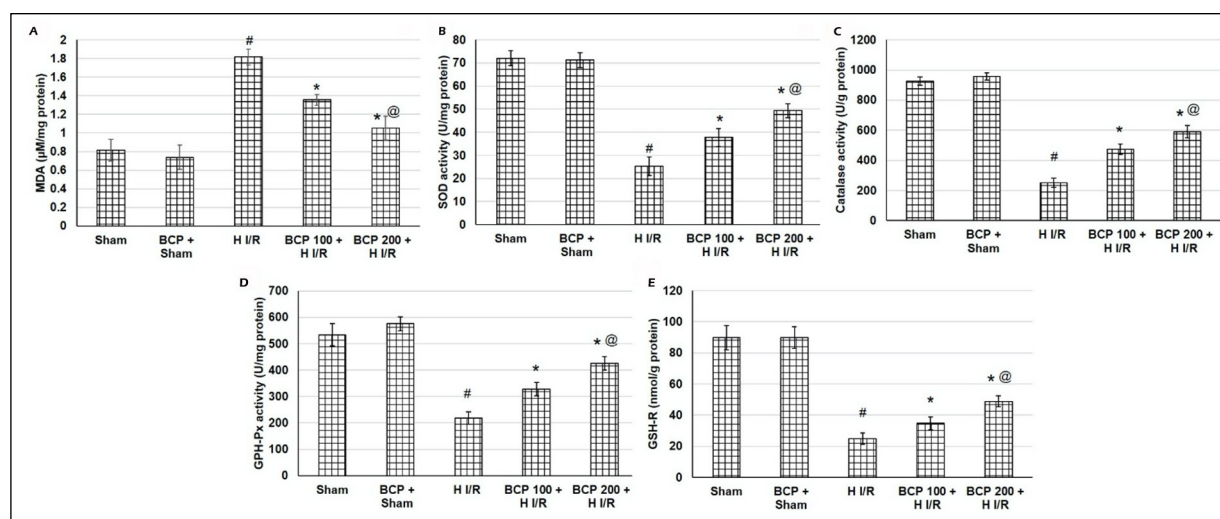 A
MDA (µM/mg protein)
2
1.8
1.6
1.4
1.2
1
0.8
0.6
0.4
0.2
0
#
*
* @
Sham
BCP +
Sham
H I/R
BCP 100 +
H I/R
BCP 200 +
H I/R
B
SOD activity (U/mg protein)
80
70
60
50
40
30
20
10
0
#
*
* @
Sham
BCP +
Sham
H I/R
BCP 100 +
H I/R
BCP 200 +
H I/R
C
Catalase activity (U/g protein)
1200
1000
800
600
400
200
0
#
*
* @
Sham
BCP +
Sham
H I/R
BCP 100 +
H I/R
BCP 200 +
H I/R
D
GPH-Px activity (U/mg protein)
700
600
500
400
300
200
100
0
#
*
* @
Sham
BCP +
Sham
H I/R
BCP 100 +
H I/R
BCP 200 +
H I/R
E
GSH-R (nmol/g protein)
120
100
80
60
40
20
0
#
*
* @
Sham
BCP +
Sham
H I/R
BCP 100 +
H I/R
BCP 200 +
H I/R